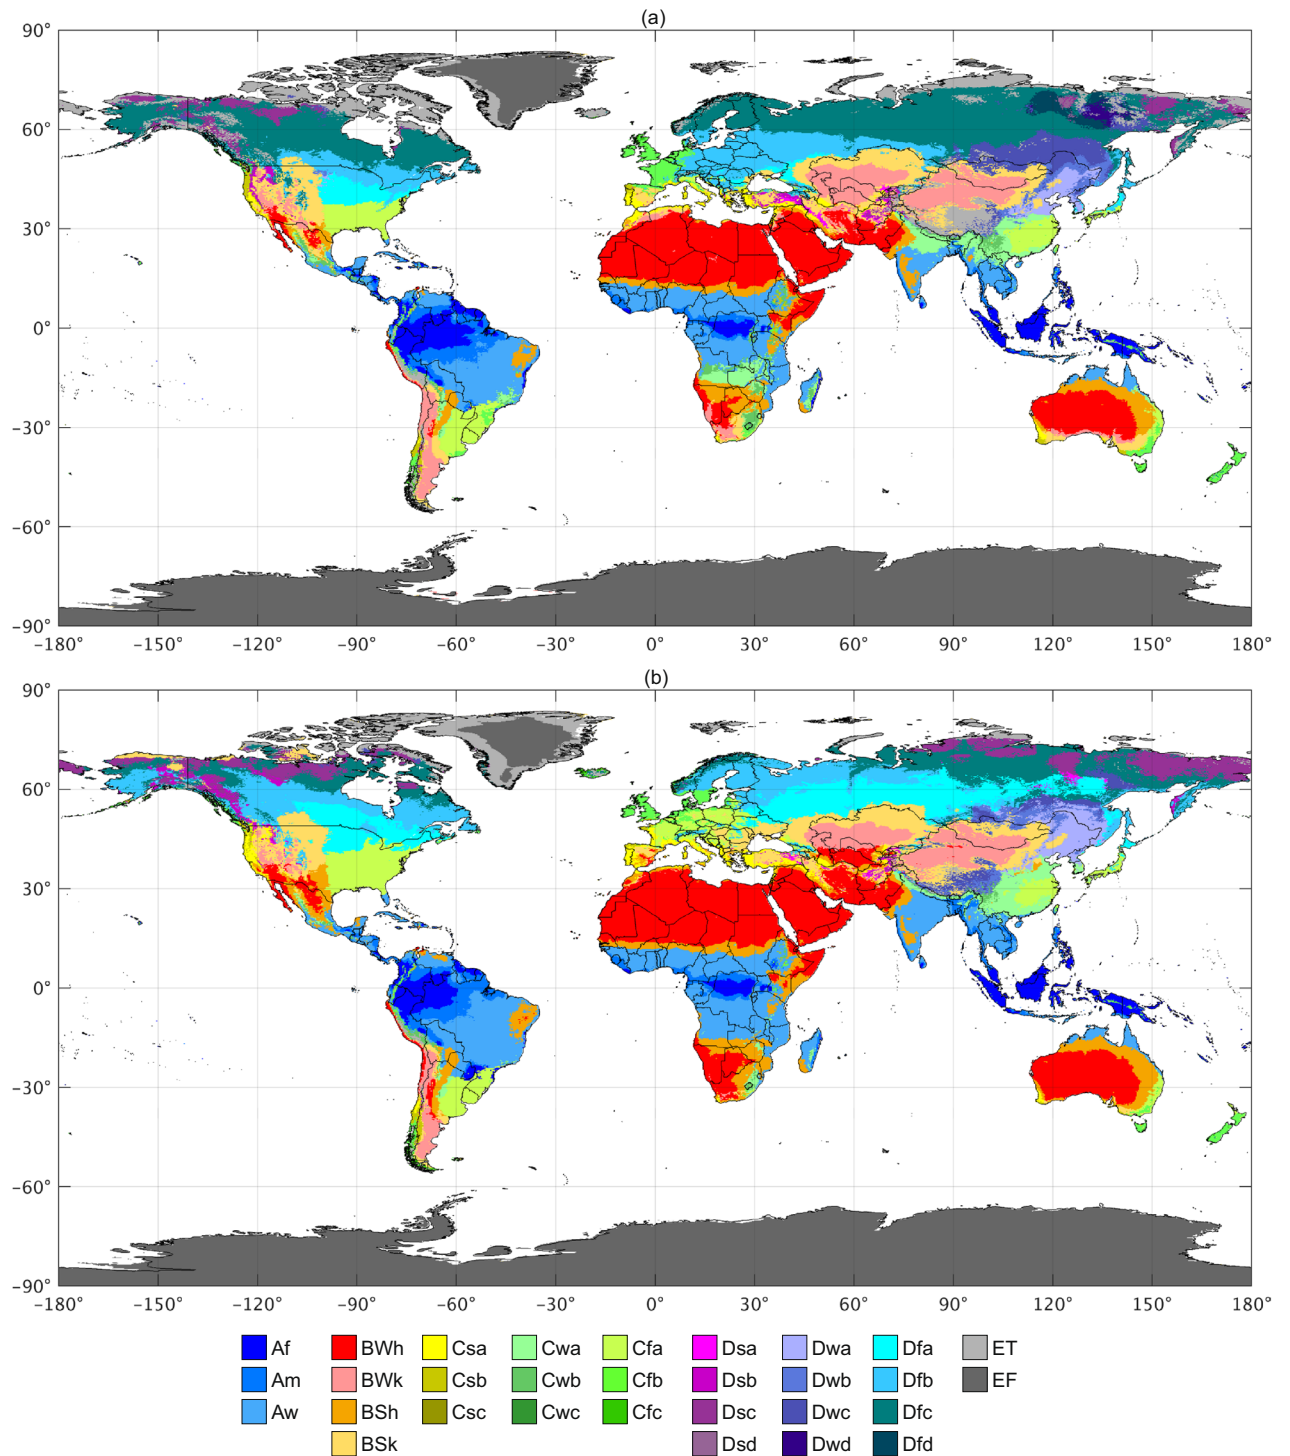 (a)
90°
60°
30°
0°
−30°
−60°
−90°
−180° −150° −120° −90° −60° −30° 0° 30° 60° 90° 120° 150° 180°
(b)
90°
60°
30°
0°
−30°
−60°
−90°
−180° −150° −120° −90° −60° −30° 0° 30° 60° 90° 120° 150° 180°
Af BWh Csa Cwa Cfa Dsa Dwa Dfa ET
Am BWk Csb Cwb Cfb Dsb Dwb Dfb EF
Aw BSh Csc Cwc Cfc Dsc Dwc Dfc
BSk Dsd Dwd Dfd